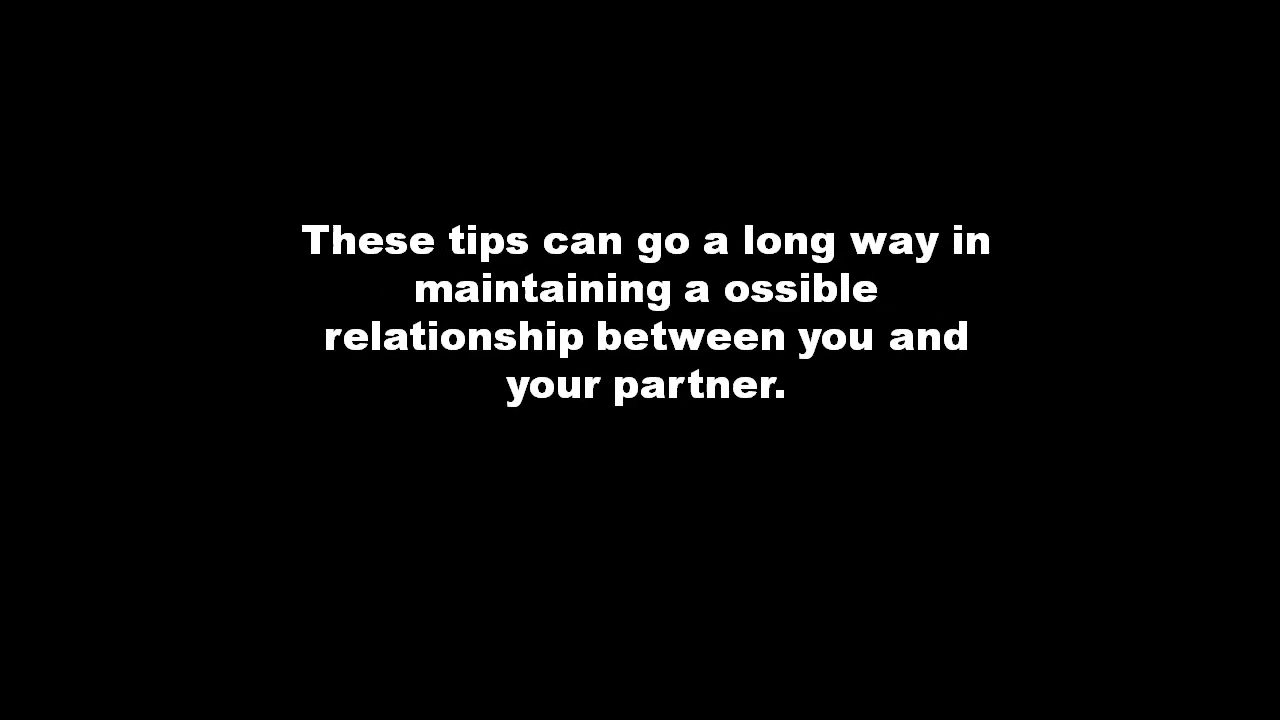 These tips can go a long way in
maintaining a ossible
relationship between you and
your partner.